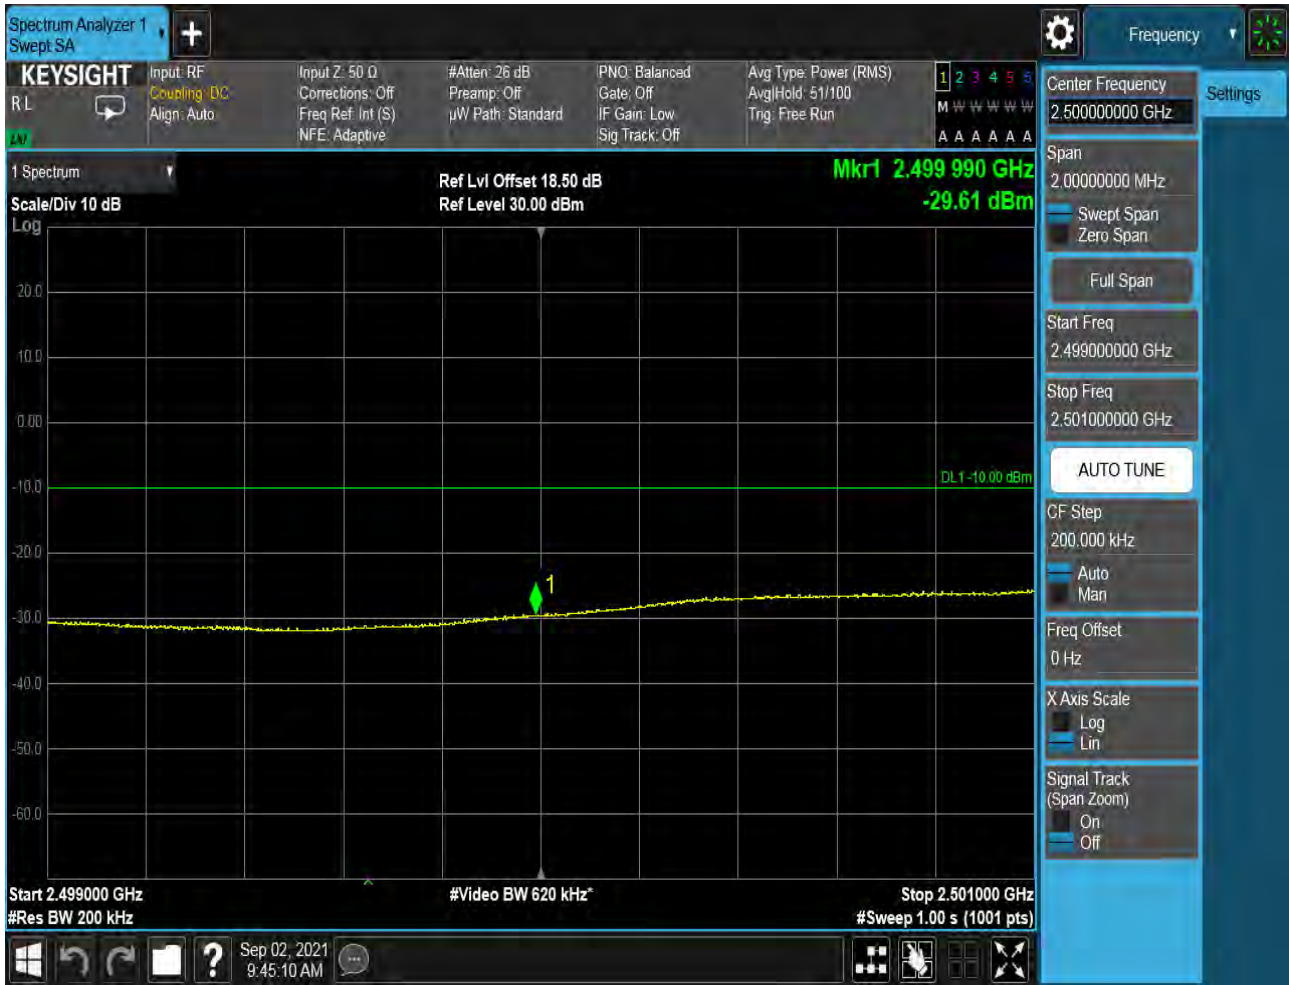 Spectrum Analyzer 1
Swept SA
+
Frequency
KEYSIGHT
R L
LXI
Input: RF
Coupling: DC
Align: Auto
Input Z: 50 Ω
Corrections: Off
Freq Ref: Int (S)
NFE: Adaptive
#Atten: 26 dB
Preamp: Off
µW Path: Standard
PNO: Balanced
Gate: Off
IF Gain: Low
Sig Track: Off
Avg Type: Power (RMS)
Avg|Hold: 51/100
Trig: Free Run
1 2 3 4 5 6
M W W W W W
A A A A A A
1 Spectrum
Scale/Div 10 dB
Log
Ref Lvl Offset 18.50 dB
Ref Level 30.00 dBm
Mkr1 2.499 990 GHz
-29.61 dBm
20.0
10.0
0.00
-10.0
-20.0
-30.0
-40.0
-50.0
-60.0
DL1 -10.00 dBm
1
Start 2.499000 GHz
#Res BW 200 kHz
#Video BW 620 kHz*
Stop 2.501000 GHz
#Sweep 1.00 s (1001 pts)
Center Frequency
2.500000000 GHz
Settings
Span
2.00000000 MHz
Swept Span
Zero Span
Full Span
Start Freq
2.499000000 GHz
Stop Freq
2.501000000 GHz
AUTO TUNE
CF Step
200.000 kHz
Auto
Man
Freq Offset
0 Hz
X Axis Scale
Log
Lin
Signal Track
(Span Zoom)
On
Off
?
Sep 02, 2021
9:45:10 AM